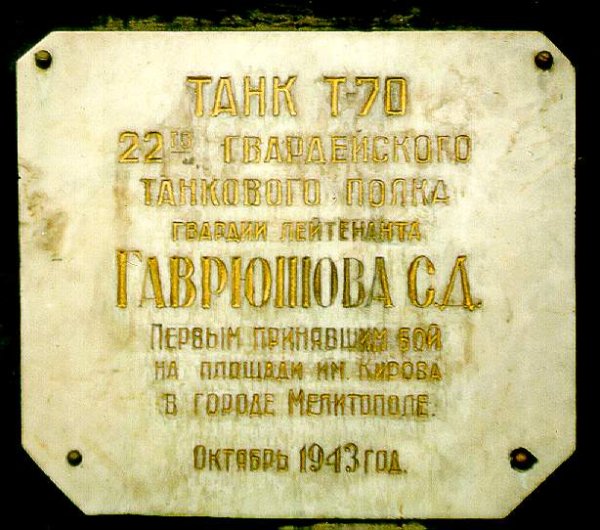 ТАНК Т-70
22ГО ГВАРДЕЙСКОГО
ТАНКОВОГО ПОЛКА
ГВАРДИИ ЛЕЙТЕНАНТА
ГАВРЮШОВА С.Д.
ПЕРВЫМ ПРИНЯВШИМ БОЙ
НА ПЛОЩАДИ ИМ. КИРОВА
В ГОРОДЕ МЕЛИТОПОЛЕ.
ОКТЯБРЬ 1943 ГОД.